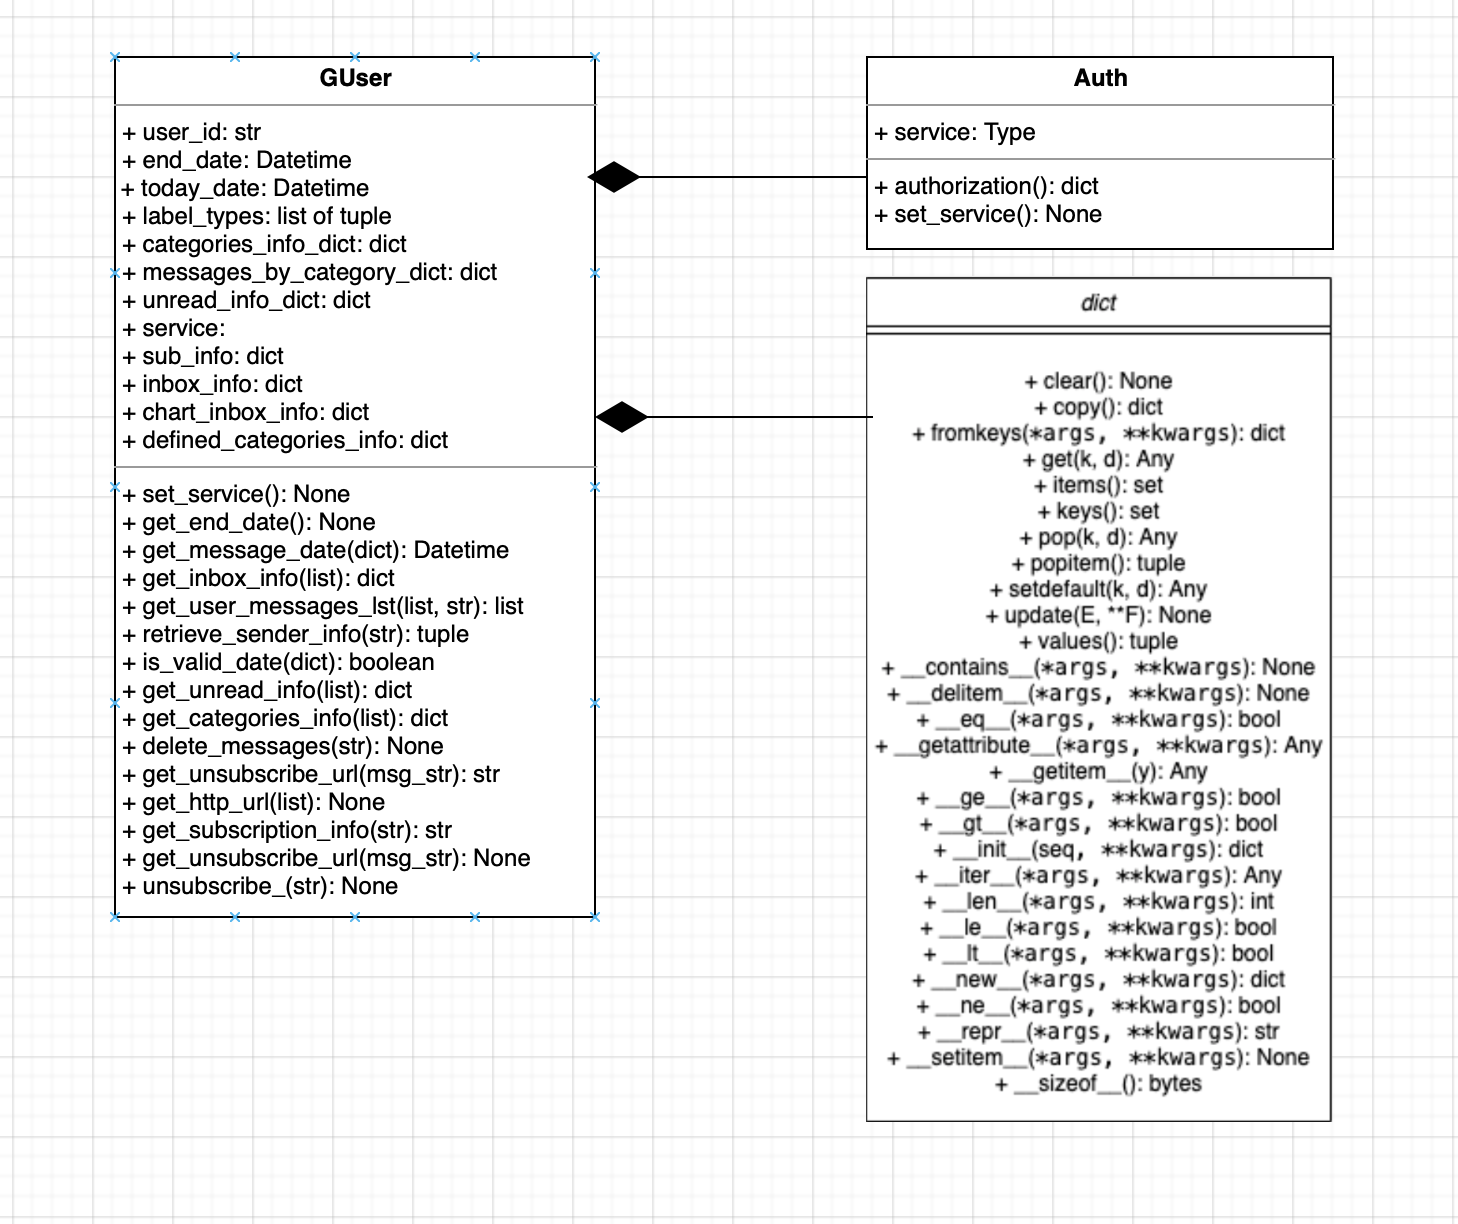 GUser
+ user_id: str
+ end_date: Datetime
+ today_date: Datetime
+ label_types: list of tuple
+ categories_info_dict: dict
+ messages_by_category_dict: dict
+ unread_info_dict: dict
+ service:
+ sub_info: dict
+ inbox_info: dict
+ chart_inbox_info: dict
+ defined_categories_info: dict
+ set_service(): None
+ get_end_date(): None
+ get_message_date(dict): Datetime
+ get_inbox_info(list): dict
+ get_user_messages_lst(list, str): list
+ retrieve_sender_info(str): tuple
+ is_valid_date(dict): boolean
+ get_unread_info(list): dict
+ get_categories_info(list): dict
+ delete_messages(str): None
+ get_unsubscribe_url(msg_str): str
+ get_http_url(list): None
+ get_subscription_info(str): str
+ get_unsubscribe_url(msg_str): None
+ unsubscribe_(str): None
Auth
+ service: Type
+ authorization(): dict
+ set_service(): None
dict
+ clear(): None
+ copy(): dict
+ fromkeys(*args, **kwargs): dict
+ get(k, d): Any
+ items(): set
+ keys(): set
+ pop(k, d): Any
+ popitem(): tuple
+ setdefault(k, d): Any
+ update(E, **F): None
+ values(): tuple
+ __contains__(*args, **kwargs): None
+ __delitem__(*args, **kwargs): None
+ __eq__(*args, **kwargs): bool
+ __getattribute__(*args, **kwargs): Any
+ __getitem__(y): Any
+ __ge__(*args, **kwargs): bool
+ __gt__(*args, **kwargs): bool
+ __init__(seq, **kwargs): dict
+ __iter__(*args, **kwargs): Any
+ __len__(*args, **kwargs): int
+ __le__(*args, **kwargs): bool
+ __lt__(*args, **kwargs): bool
+ __new__(*args, **kwargs): dict
+ __ne__(*args, **kwargs): bool
+ __repr__(*args, **kwargs): str
+ __setitem__(*args, **kwargs): None
+ __sizeof__(): bytes